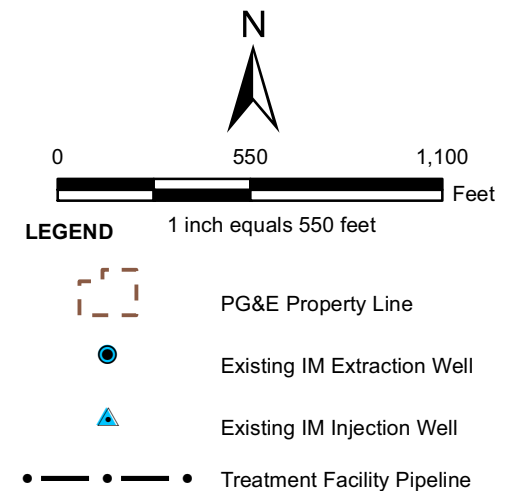 N
0 550 1,100
Feet
LEGEND 1 inch equals 550 feet
PG&E Property Line
Existing IM Extraction Well
Existing IM Injection Well
Treatment Facility Pipeline